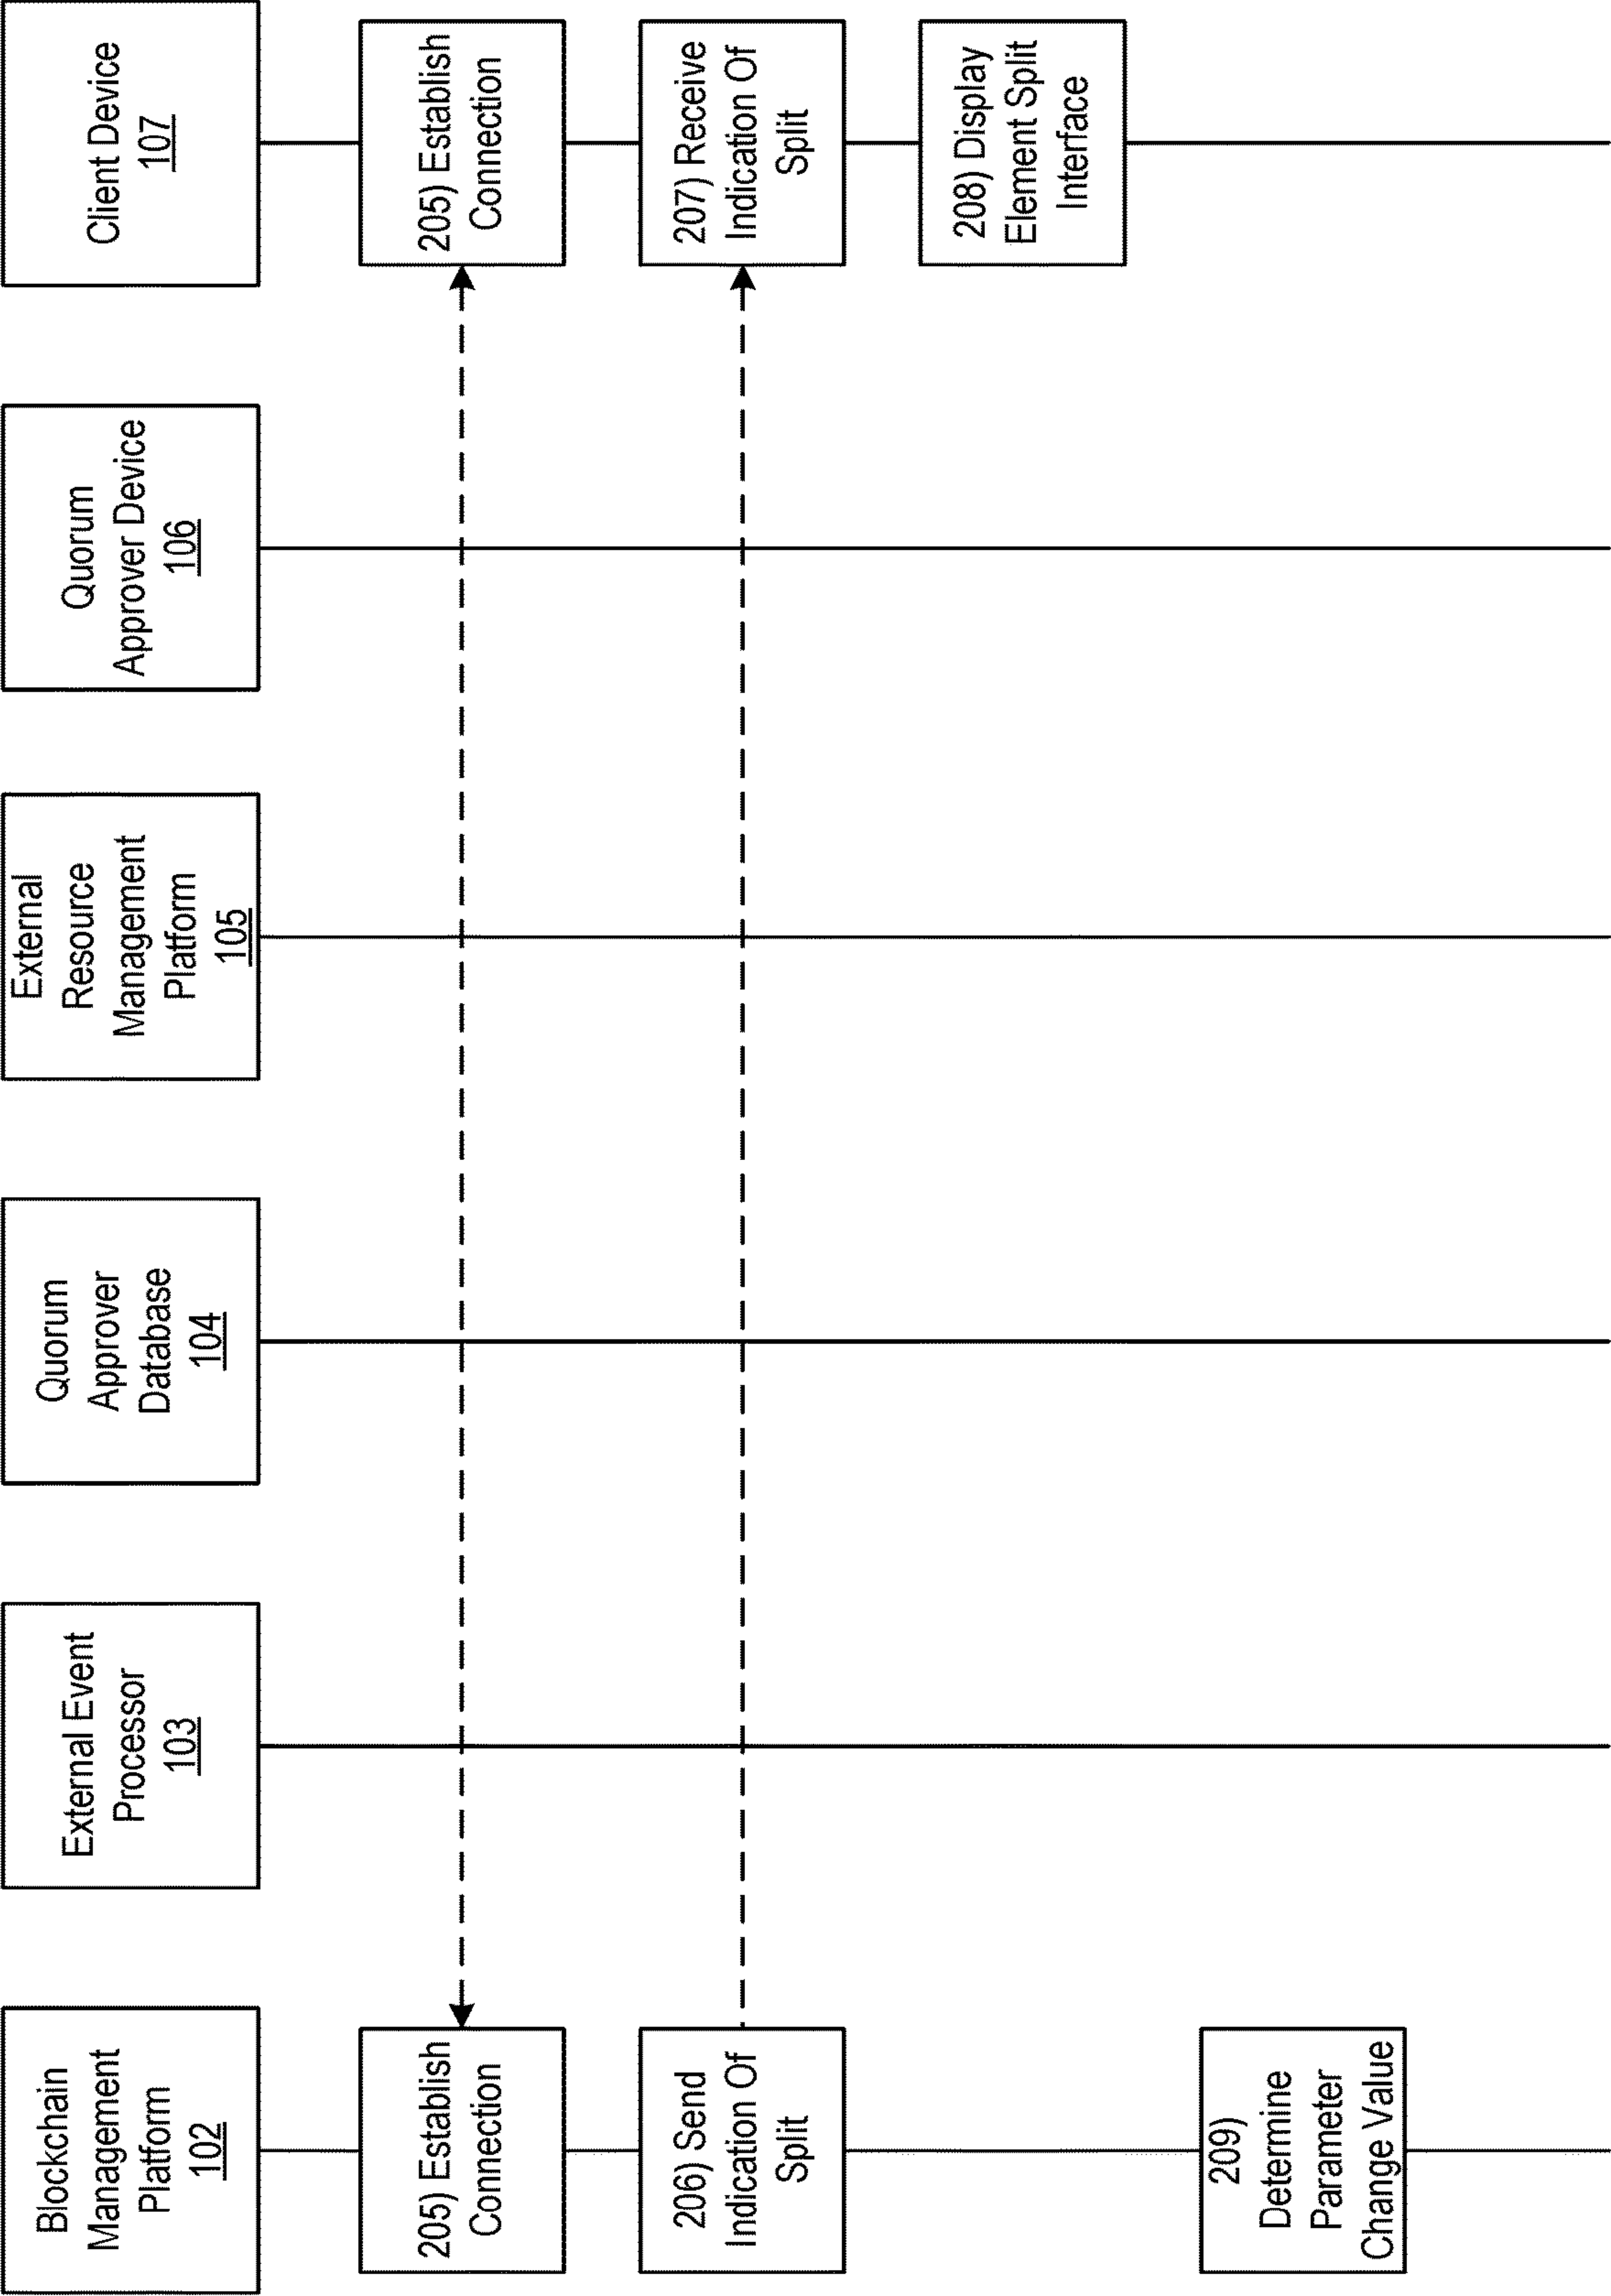 Blockchain
Management
Platform
102
External Event
Processor
103
Quorum
Approver
Database
104
External
Resource
Management
Platform
105
Quorum
Approver Device
106
Client Device
107
205) Establish
Connection
205) Establish
Connection
206) Send
Indication Of
Split
207) Receive
Indication Of
Split
208) Display
Element Split
Interface
209)
Determine
Parameter
Change Value